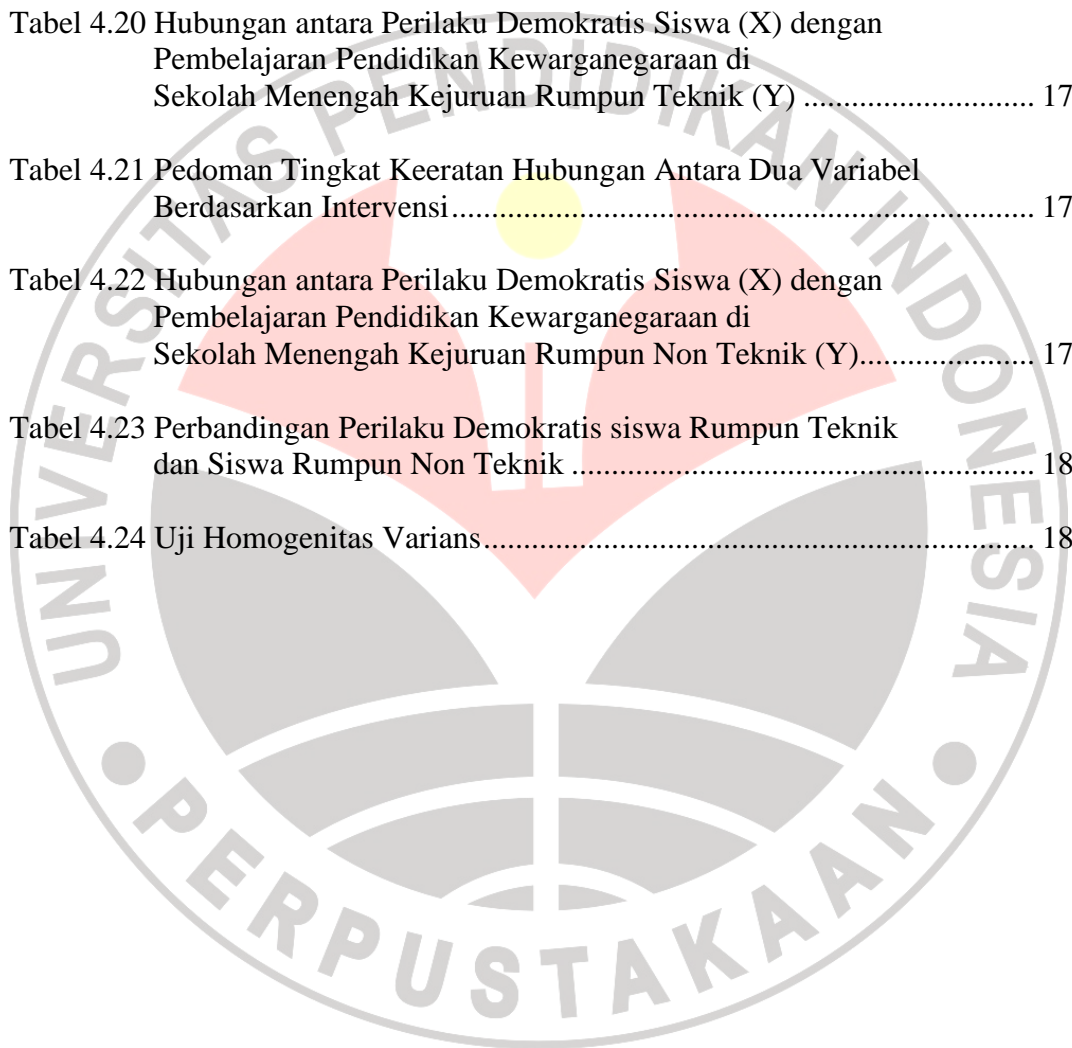 Tabel 4.20 Hubungan antara Perilaku Demokratis Siswa (X) dengan
Pembelajaran Pendidikan Kewarganegaraan di
Sekolah Menengah Kejuruan Rumpun Teknik (Y) ............................ 17
Tabel 4.21 Pedoman Tingkat Keeratan Hubungan Antara Dua Variabel
Berdasarkan Intervensi....................................................................... 17
Tabel 4.22 Hubungan antara Perilaku Demokratis Siswa (X) dengan
Pembelajaran Pendidikan Kewarganegaraan di
Sekolah Menengah Kejuruan Rumpun Non Teknik (Y)..................... 17
Tabel 4.23 Perbandingan Perilaku Demokratis siswa Rumpun Teknik
dan Siswa Rumpun Non Teknik ........................................................ 18
Tabel 4.24 Uji Homogenitas Varians................................................................... 18
UNIVERSITAS PENDIDIKAN INDONESIA
PERPUSTAKAAN